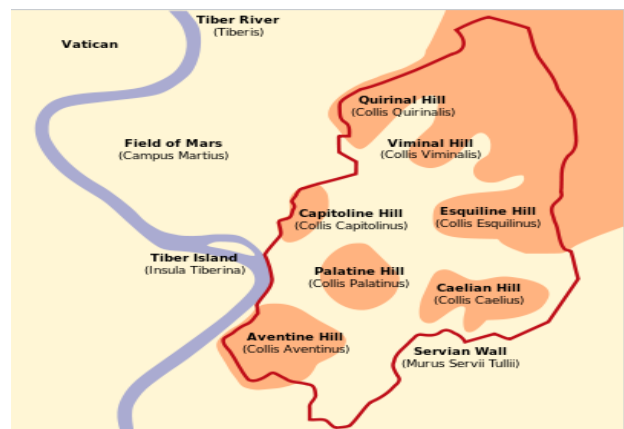 Tiber River
(Tiberis)
Vatican
Quirinal Hill
(Collis Quirinalis)
Field of Mars
(Campus Martius)
Viminal Hill
(Collis Viminalis)
Capitoline Hill
(Collis Capitolinus)
Esquiline Hill
(Collis Esquilinus)
Tiber Island
(Insula Tiberina)
Palatine Hill
(Collis Palatinus)
Caelian Hill
(Collis Caelius)
Aventine Hill
(Collis Aventinus)
Servian Wall
(Murus Servii Tullii)